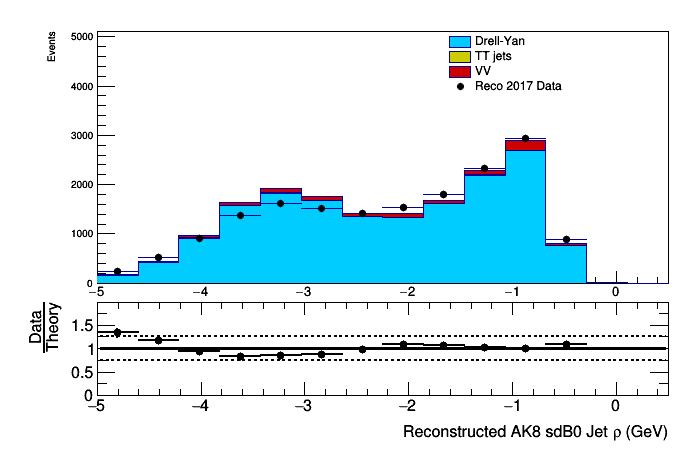 Events
5000
4000
3000
2000
1000
0
−5 −4 −3 −2 −1 0
Drell-Yan
TT jets
VV
Reco 2017 Data
Data
Theory
1.5
1
0.5
0
−5 −4 −3 −2 −1 0
Reconstructed AK8 sdB0 Jet ρ (GeV)